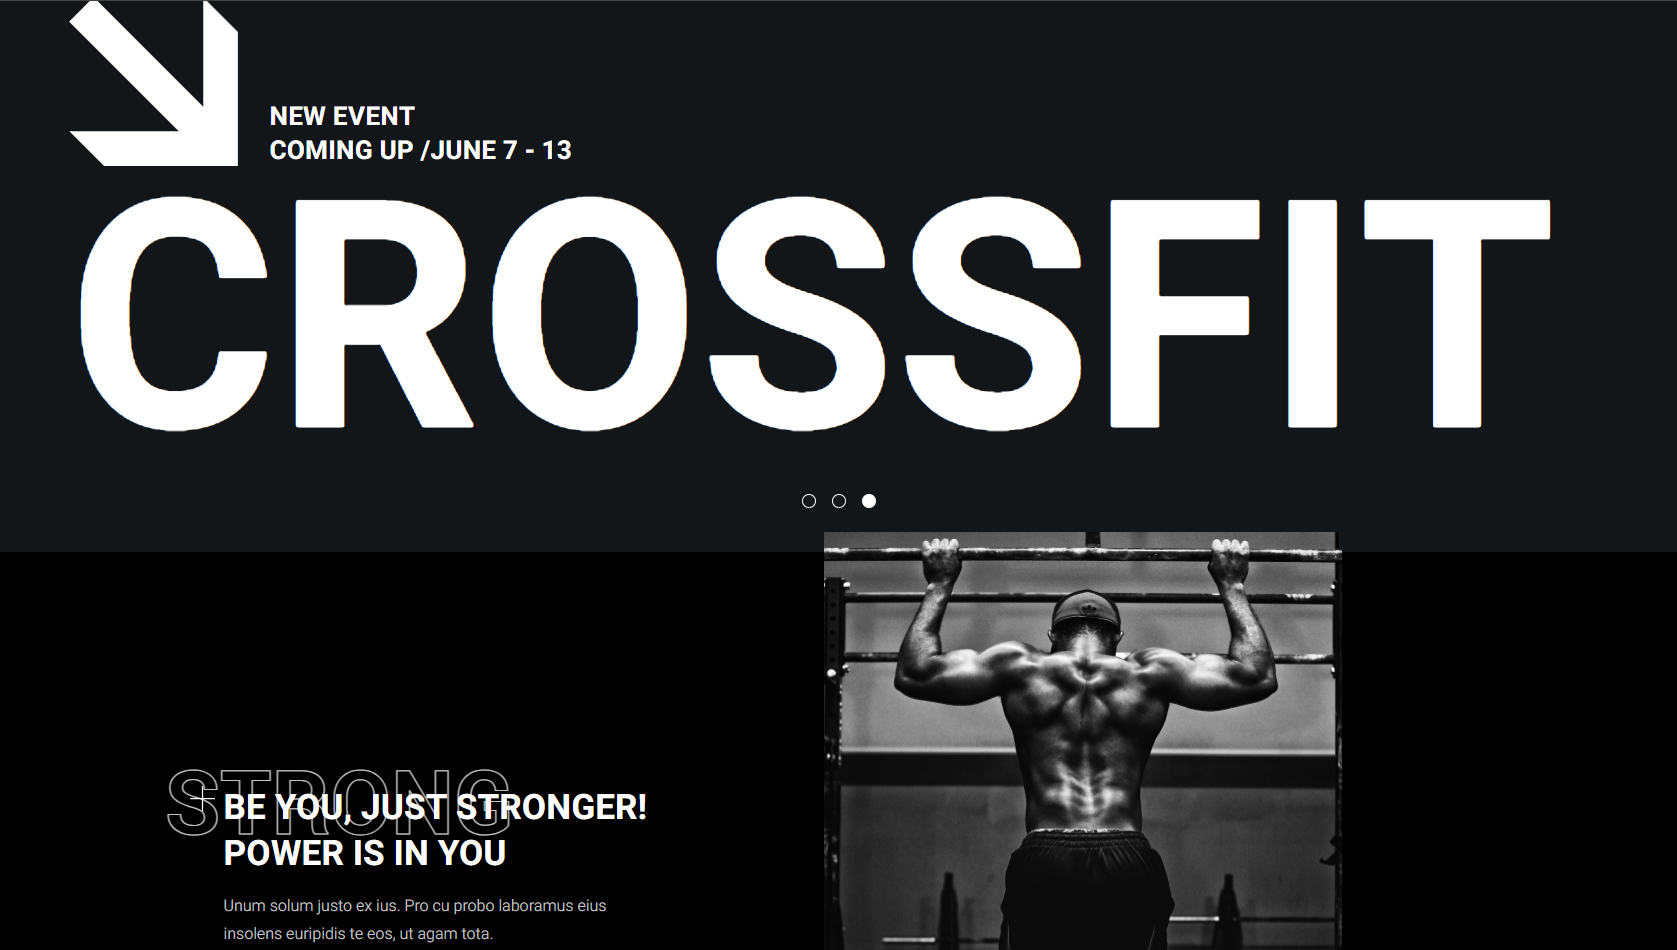 NEW EVENT
COMING UP /JUNE 7 - 13
CROSSFIT
STRONG
BE YOU, JUST STRONGER!
POWER IS IN YOU
Unum solum justo ex ius. Pro cu probo laboramus eius
insolens euripidis te eos, ut agam tota.